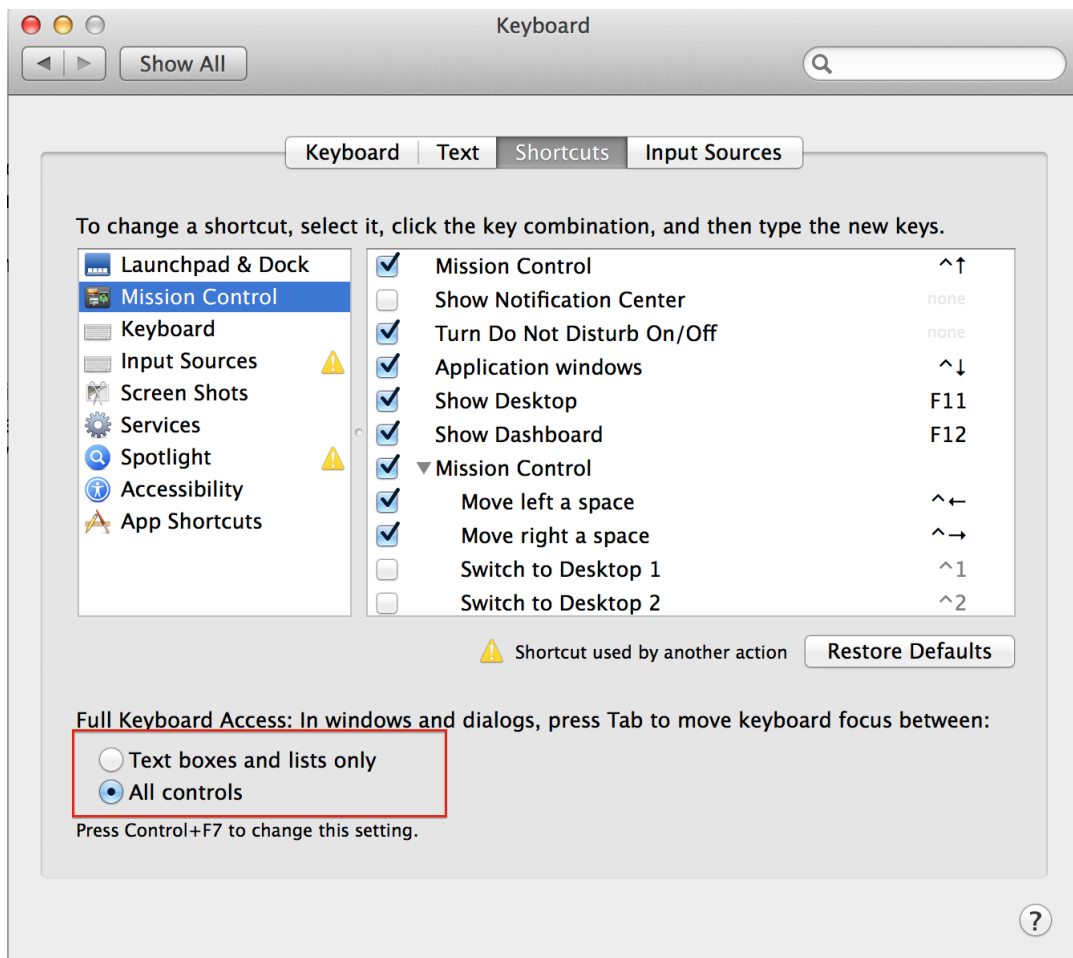 Keyboard
Show All
Keyboard Text Shortcuts Input Sources
To change a shortcut, select it, click the key combination, and then type the new keys.
Launchpad & Dock
Mission Control
Keyboard
Input Sources
Screen Shots
Services
Spotlight
Accessibility
App Shortcuts
Mission Control ^↑
Show Notification Center none
Turn Do Not Disturb On/Off none
Application windows ^↓
Show Desktop F11
Show Dashboard F12
Mission Control
Move left a space ^←
Move right a space ^→
Switch to Desktop 1 ^1
Switch to Desktop 2 ^2
Shortcut used by another action Restore Defaults
Full Keyboard Access: In windows and dialogs, press Tab to move keyboard focus between:
Text boxes and lists only
All controls
Press Control+F7 to change this setting.
?